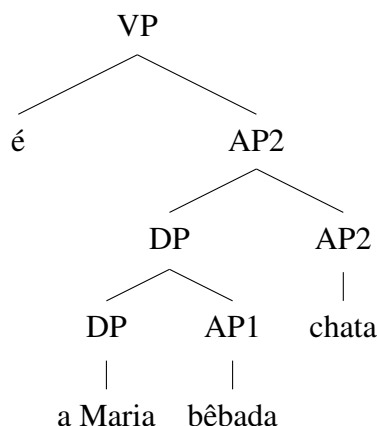 VP
é AP2
DP AP2
DP AP1 chata
a Maria bêbada